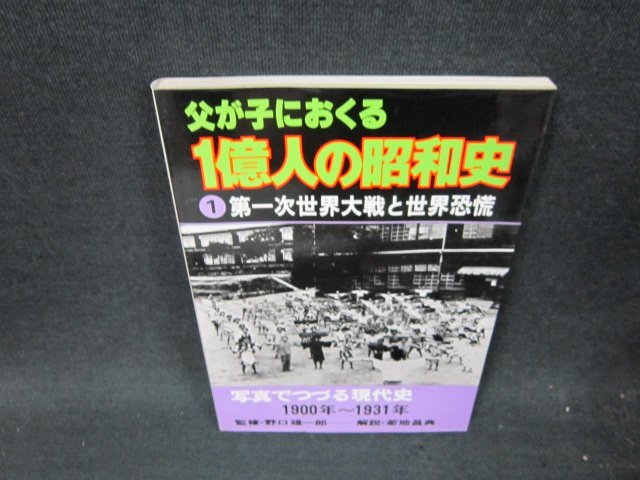 父が子におくる
1億人の昭和史
1 第一次世界大戦と世界恐慌
写真でつづる現代史
1900年〜1931年
監修・野口雄一郎 解説・菊地昌典